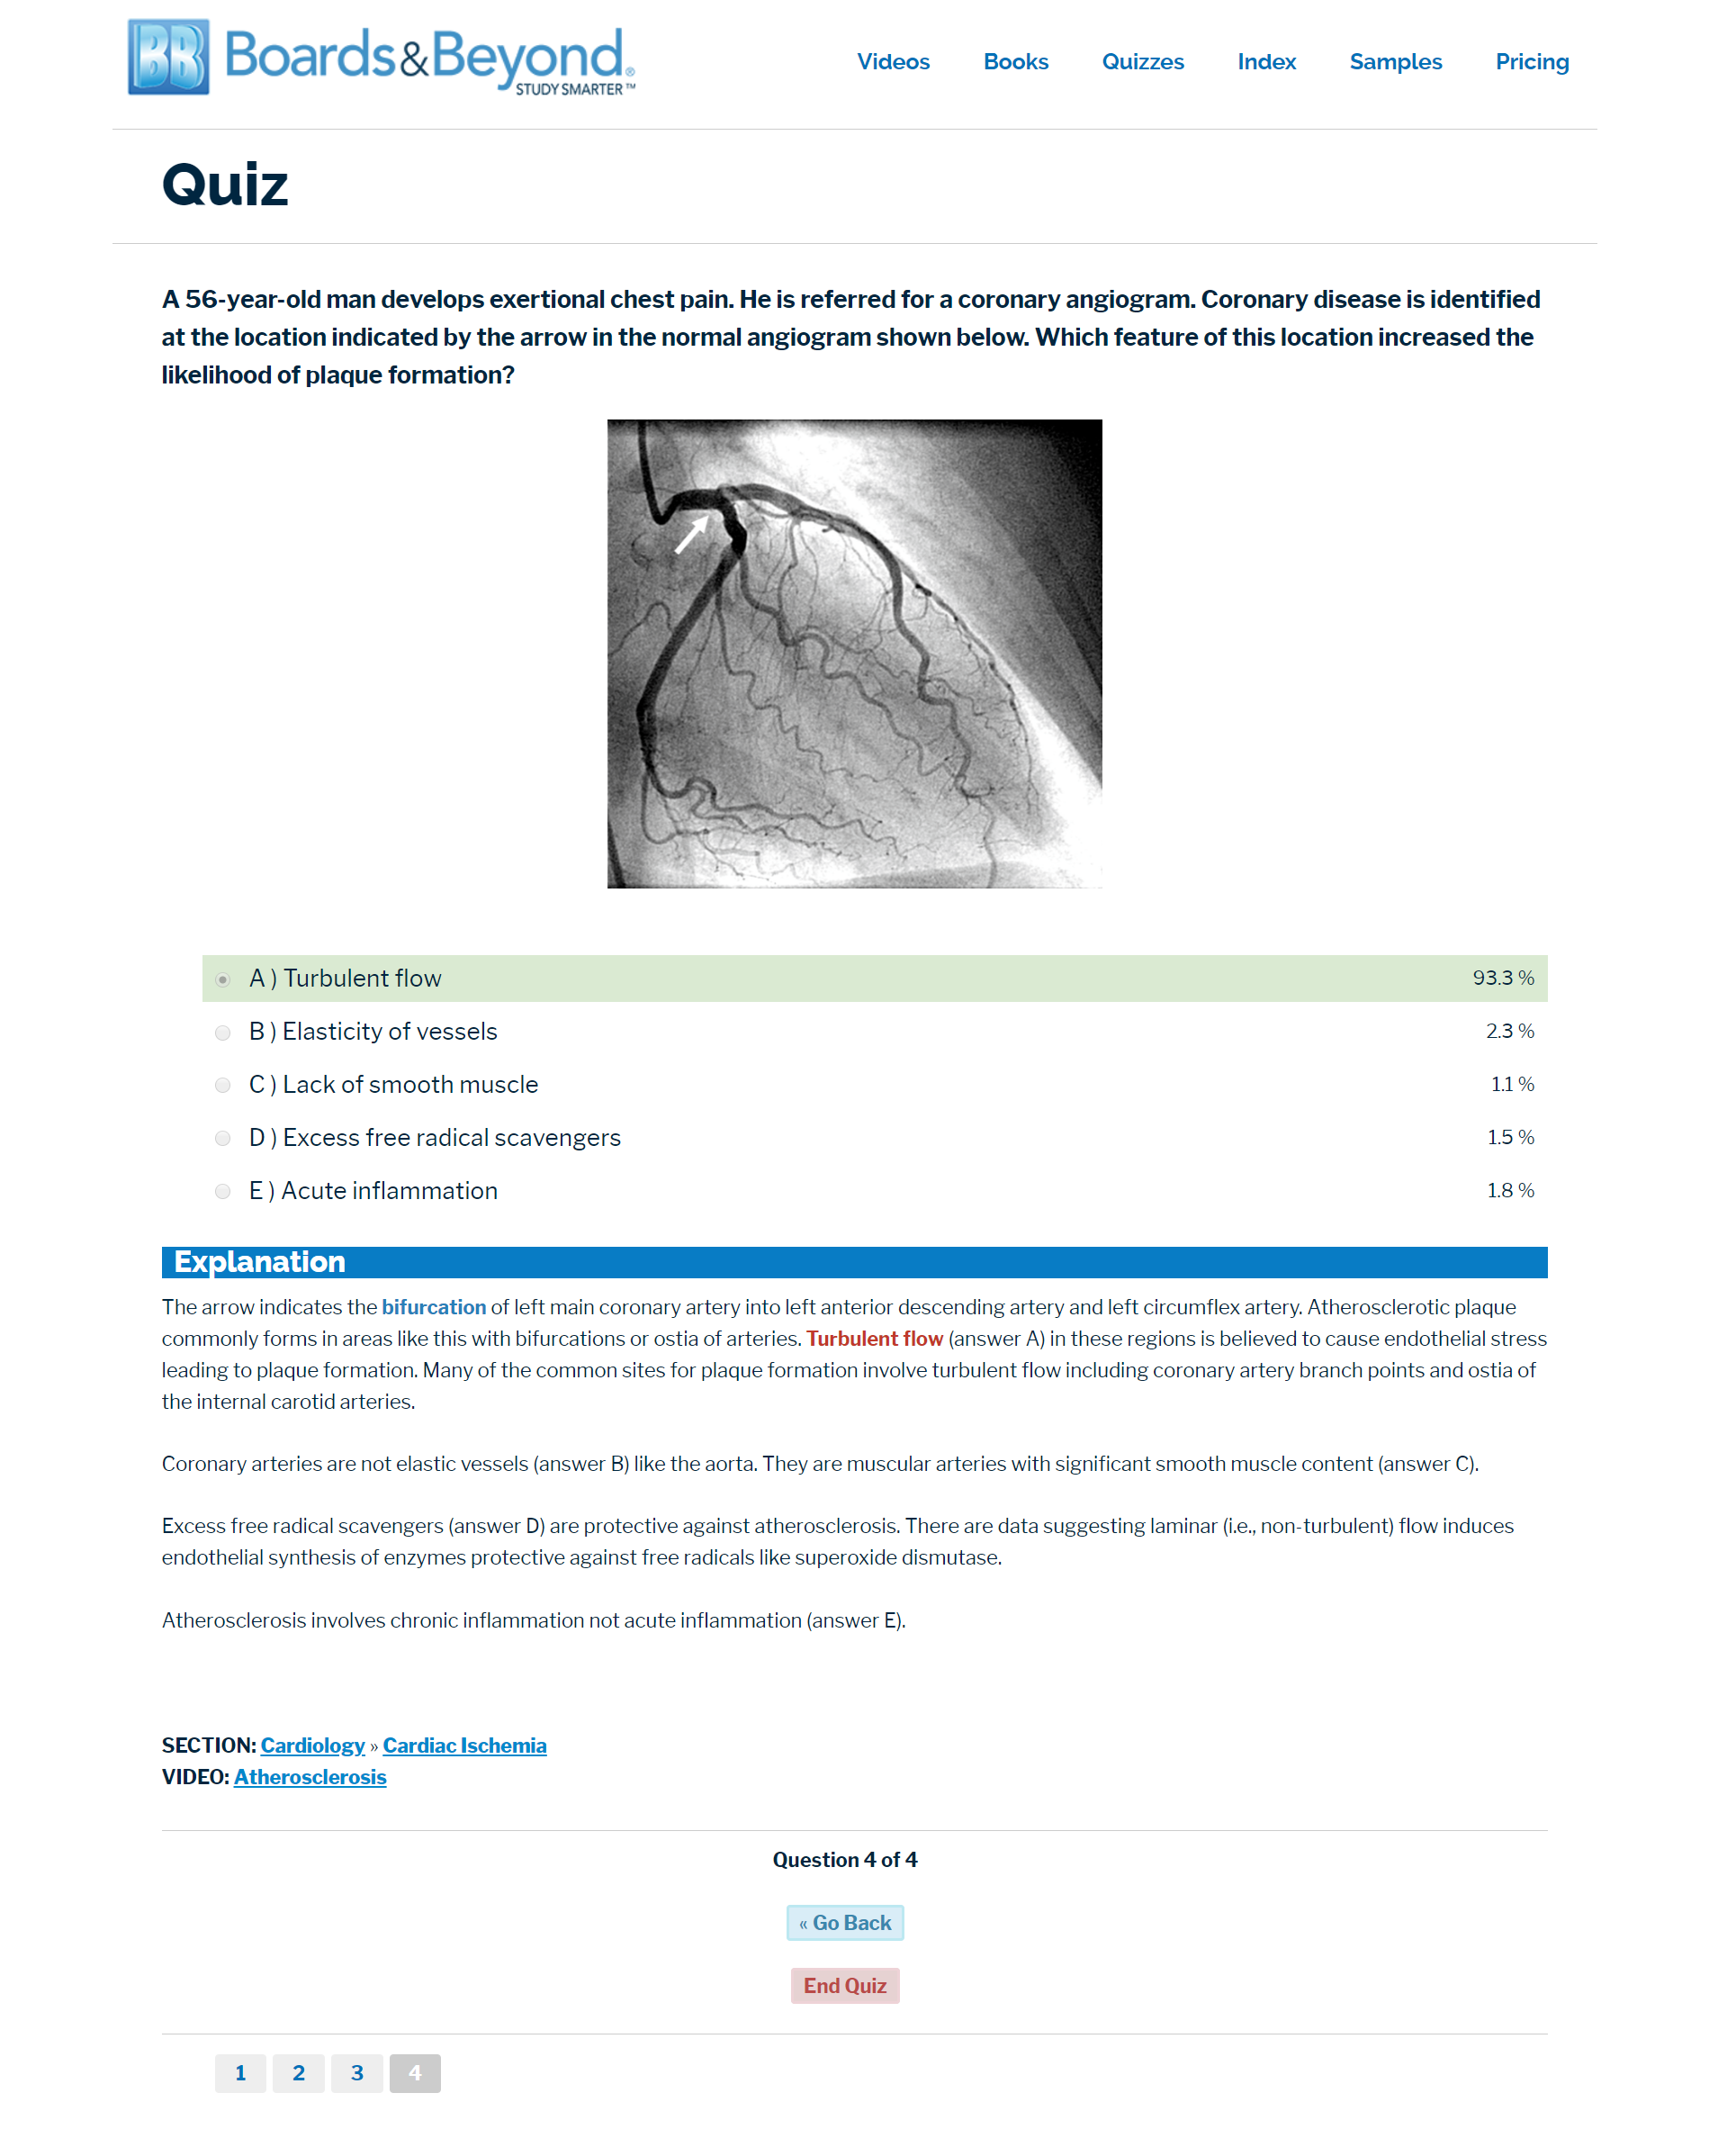 BB Boards&Beyond®
STUDY SMARTER™
Videos Books Quizzes Index Samples Pricing
Quiz
A 56-year-old man develops exertional chest pain. He is referred for a coronary angiogram. Coronary disease is identified
at the location indicated by the arrow in the normal angiogram shown below. Which feature of this location increased the
likelihood of plaque formation?
A ) Turbulent flow 93.3 %
B ) Elasticity of vessels 2.3 %
C ) Lack of smooth muscle 1.1 %
D ) Excess free radical scavengers 1.5 %
E ) Acute inflammation 1.8 %
Explanation
The arrow indicates the bifurcation of left main coronary artery into left anterior descending artery and left circumflex artery. Atherosclerotic plaque
commonly forms in areas like this with bifurcations or ostia of arteries. Turbulent flow (answer A) in these regions is believed to cause endothelial stress
leading to plaque formation. Many of the common sites for plaque formation involve turbulent flow including coronary artery branch points and ostia of
the internal carotid arteries.
Coronary arteries are not elastic vessels (answer B) like the aorta. They are muscular arteries with significant smooth muscle content (answer C).
Excess free radical scavengers (answer D) are protective against atherosclerosis. There are data suggesting laminar (i.e., non-turbulent) flow induces
endothelial synthesis of enzymes protective against free radicals like superoxide dismutase.
Atherosclerosis involves chronic inflammation not acute inflammation (answer E).
SECTION: Cardiology » Cardiac Ischemia
VIDEO: Atherosclerosis
Question 4 of 4
« Go Back
End Quiz
1 2 3 4